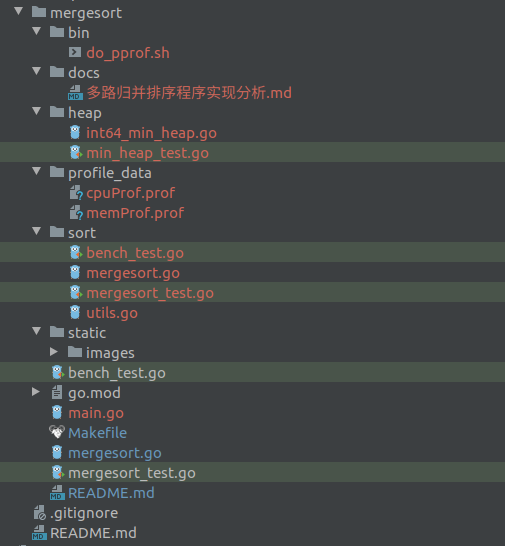 mergesort
bin
do_pprof.sh
docs
多路归并排序程序实现分析.md
heap
int64_min_heap.go
min_heap_test.go
profile_data
cpuProf.prof
memProf.prof
sort
bench_test.go
mergesort.go
mergesort_test.go
utils.go
static
images
bench_test.go
go.mod
main.go
Makefile
mergesort.go
mergesort_test.go
README.md
.gitignore
README.md